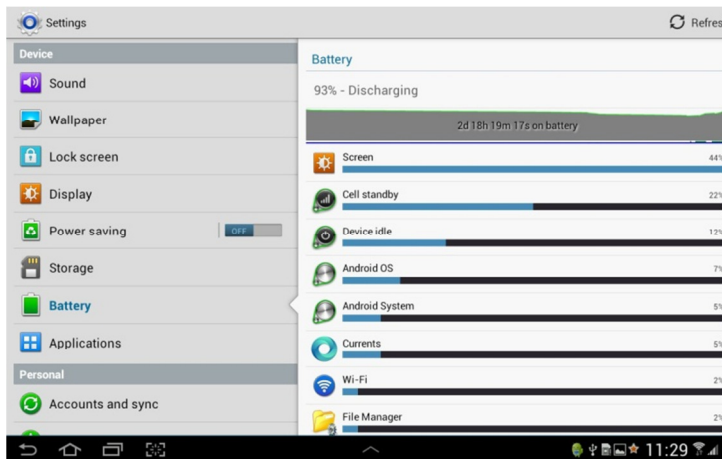 Settings
Refres
Device
Sound
Wallpaper
Lock screen
Display
Power saving
OFF
Storage
Battery
Applications
Personal
Accounts and sync
Battery
93% - Discharging
2d 18h 19m 17s on battery
Screen 44%
Cell standby 22%
Device idle 12%
Android OS 7%
Android System 5%
Currents 5%
Wi-Fi 2%
File Manager 2%
11:29